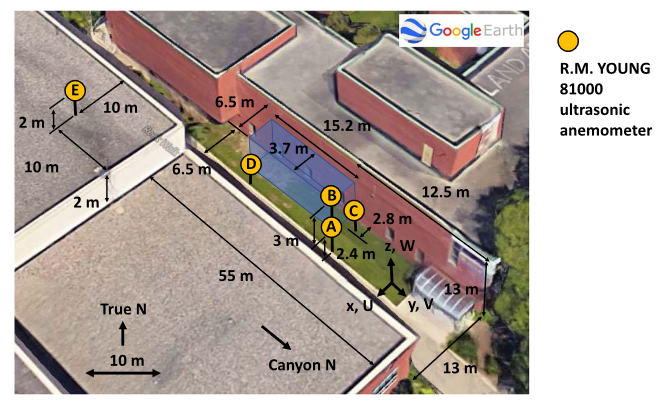 Google Earth
LAND
E
10 m
2 m
10 m
2 m
6.5 m
15.2 m
3.7 m
6.5 m
D
12.5 m
B
C
A
2.8 m
3 m
2.4 m
z, W
x, U
y, V
55 m
13 m
13 m
True N
Canyon N
10 m
R.M. YOUNG
81000
ultrasonic
anemometer